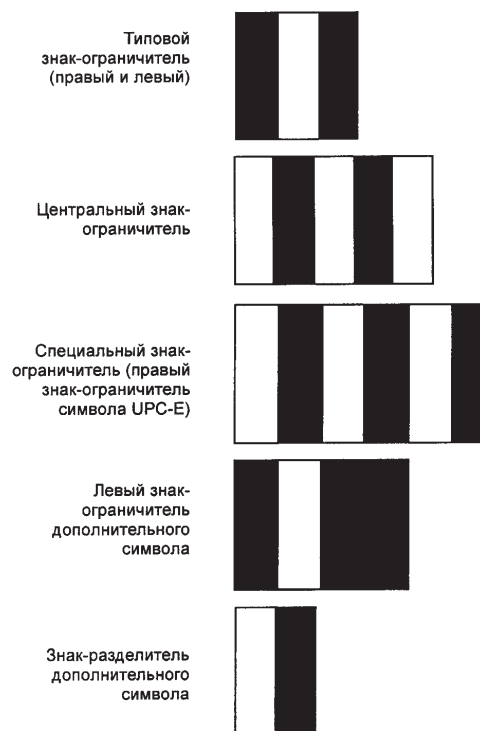 Типовой
знак-ограничитель
(правый и левый)
Центральный знак-
ограничитель
Специальный знак-
ограничитель (правый
знак-ограничитель
символа UPC-E)
Левый знак-
ограничитель
дополнительного
символа
Знак-разделитель
дополнительного
символа